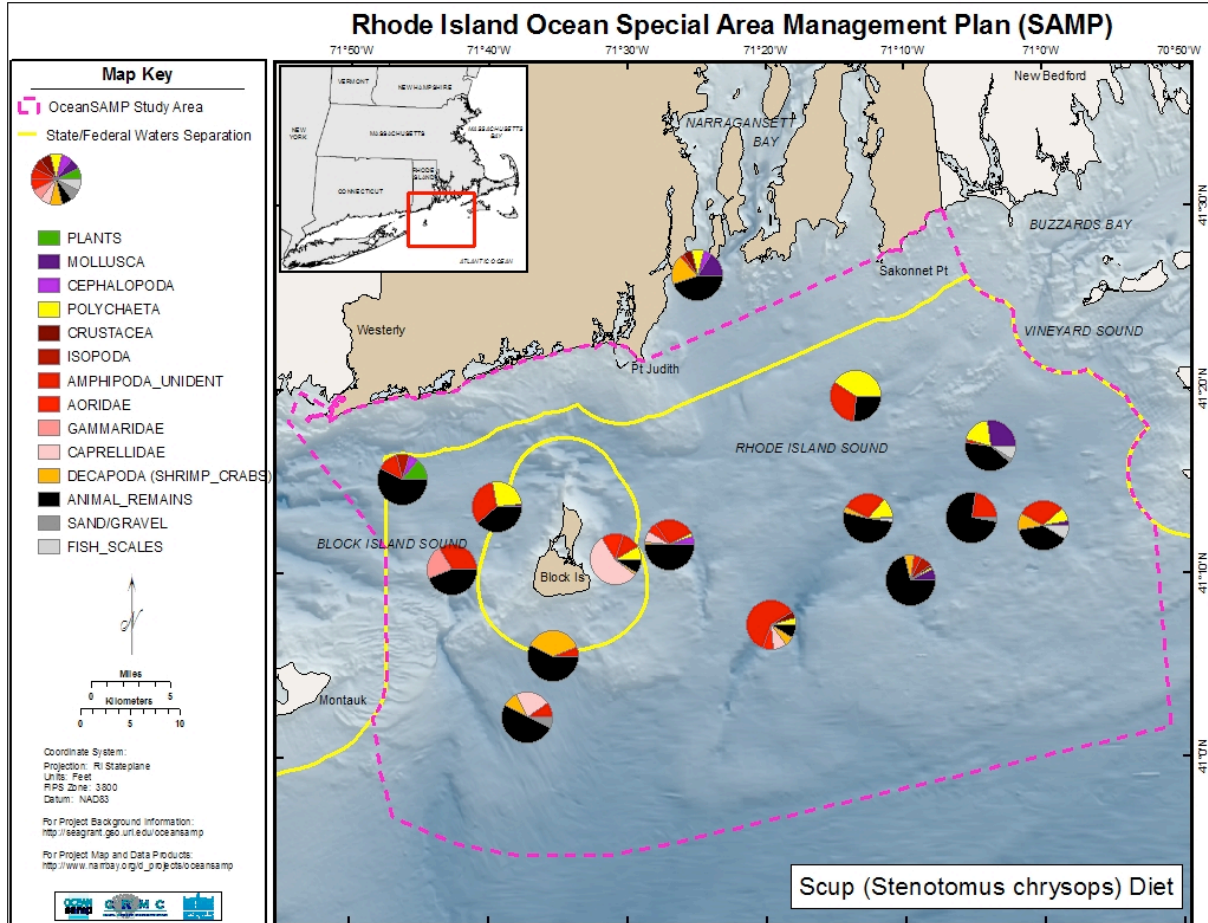 Rhode Island Ocean Special Area Management Plan (SAMP)
71°50'W 71°40'W 71°30'W 71°20'W 71°10'W 71°0'W 70°50'W
Map Key
OceanSAMP Study Area
State/Federal Waters Separation
PLANTS
MOLLUSCA
CEPHALOPODA
POLYCHAETA
CRUSTACEA
ISOPODA
AMPHIPODA_UNIDENT
AORIDAE
GAMMARIDAE
CAPRELLIDAE
DECAPODA (SHRIMP_CRABS)
ANIMAL_REMAINS
SAND/GRAVEL
FISH_SCALES
N
Miles
0 5
Kilometers
0 5 10
Coordinate System:
Projection: RI Stateplane
Units: Feet
FIPS Zone: 3800
Datum: NAD83
For Project Background Information:
http://seagrant.gso.uri.edu/oceansamp
For Project Map and Data Products:
http://www.narrbay.org/d_projects/oceansamp
OCEAN
samp
CRMC
VERMONT
NEW HAMPSHIRE
NEW
YORK
MASSACHUSETTS
MASSACHUSETTS
BAY
CONNECTICUT
RHODE
ISLAND
ATLANTIC OCEAN
New Bedford
NARRAGANSETT
BAY
BUZZARDS BAY
Sakonnet Pt
VINEYARD SOUND
Westerly
Pt Judith
RHODE ISLAND SOUND
BLOCK ISLAND SOUND
Block Is
Montauk
41°30'N
41°20'N
41°10'N
41°0'N
Scup (Stenotomus chrysops) Diet